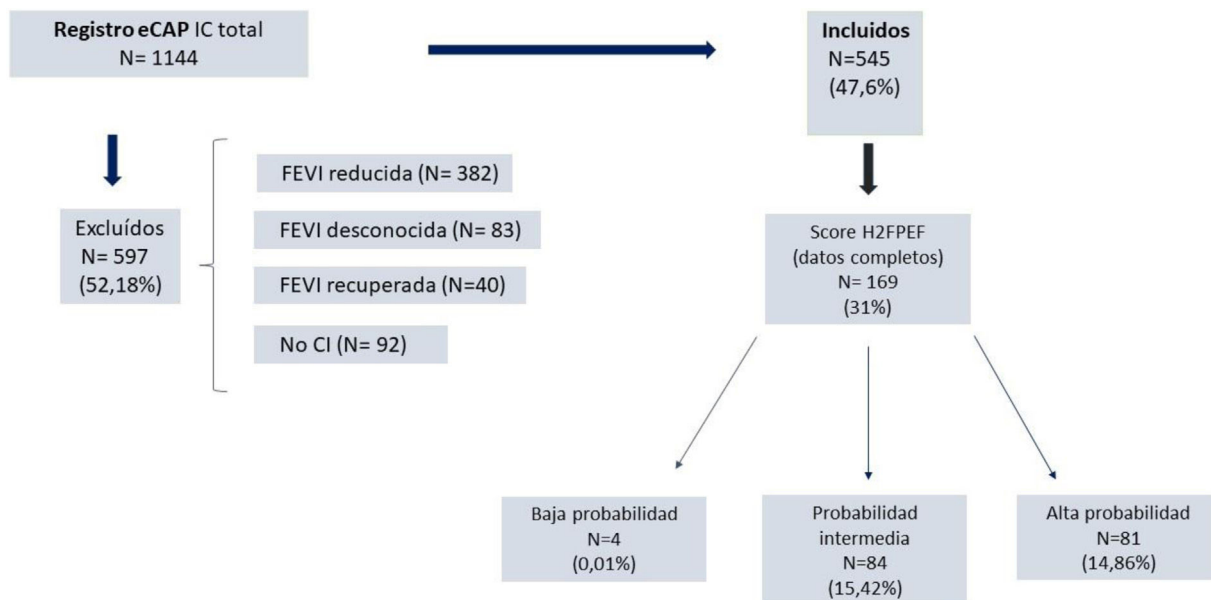 Registro eCAP IC total
N= 1144
Incluidos
N=545
(47,6%)
Excluídos
N= 597
(52,18%)
FEVI reducida (N= 382)
FEVI desconocida (N= 83)
FEVI recuperada (N=40)
No CI (N= 92)
Score H2FPEF
(datos completos)
N= 169
(31%)
Baja probabilidad
N=4
(0,01%)
Probabilidad
intermedia
N=84
(15,42%)
Alta probabilidad
N=81
(14,86%)